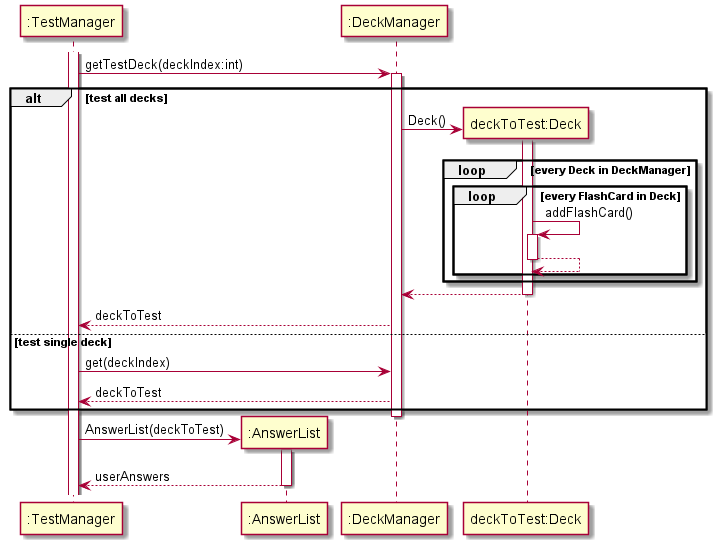 :TestManager
:DeckManager
getTestDeck(deckIndex:int)
alt
[test all decks]
Deck()
deckToTest:Deck
loop
[every Deck in DeckManager]
loop
[every FlashCard in Deck]
addFlashCard()
deckToTest
[test single deck]
get(deckIndex)
deckToTest
AnswerList(deckToTest)
:AnswerList
userAnswers
:TestManager
:AnswerList
:DeckManager
deckToTest:Deck